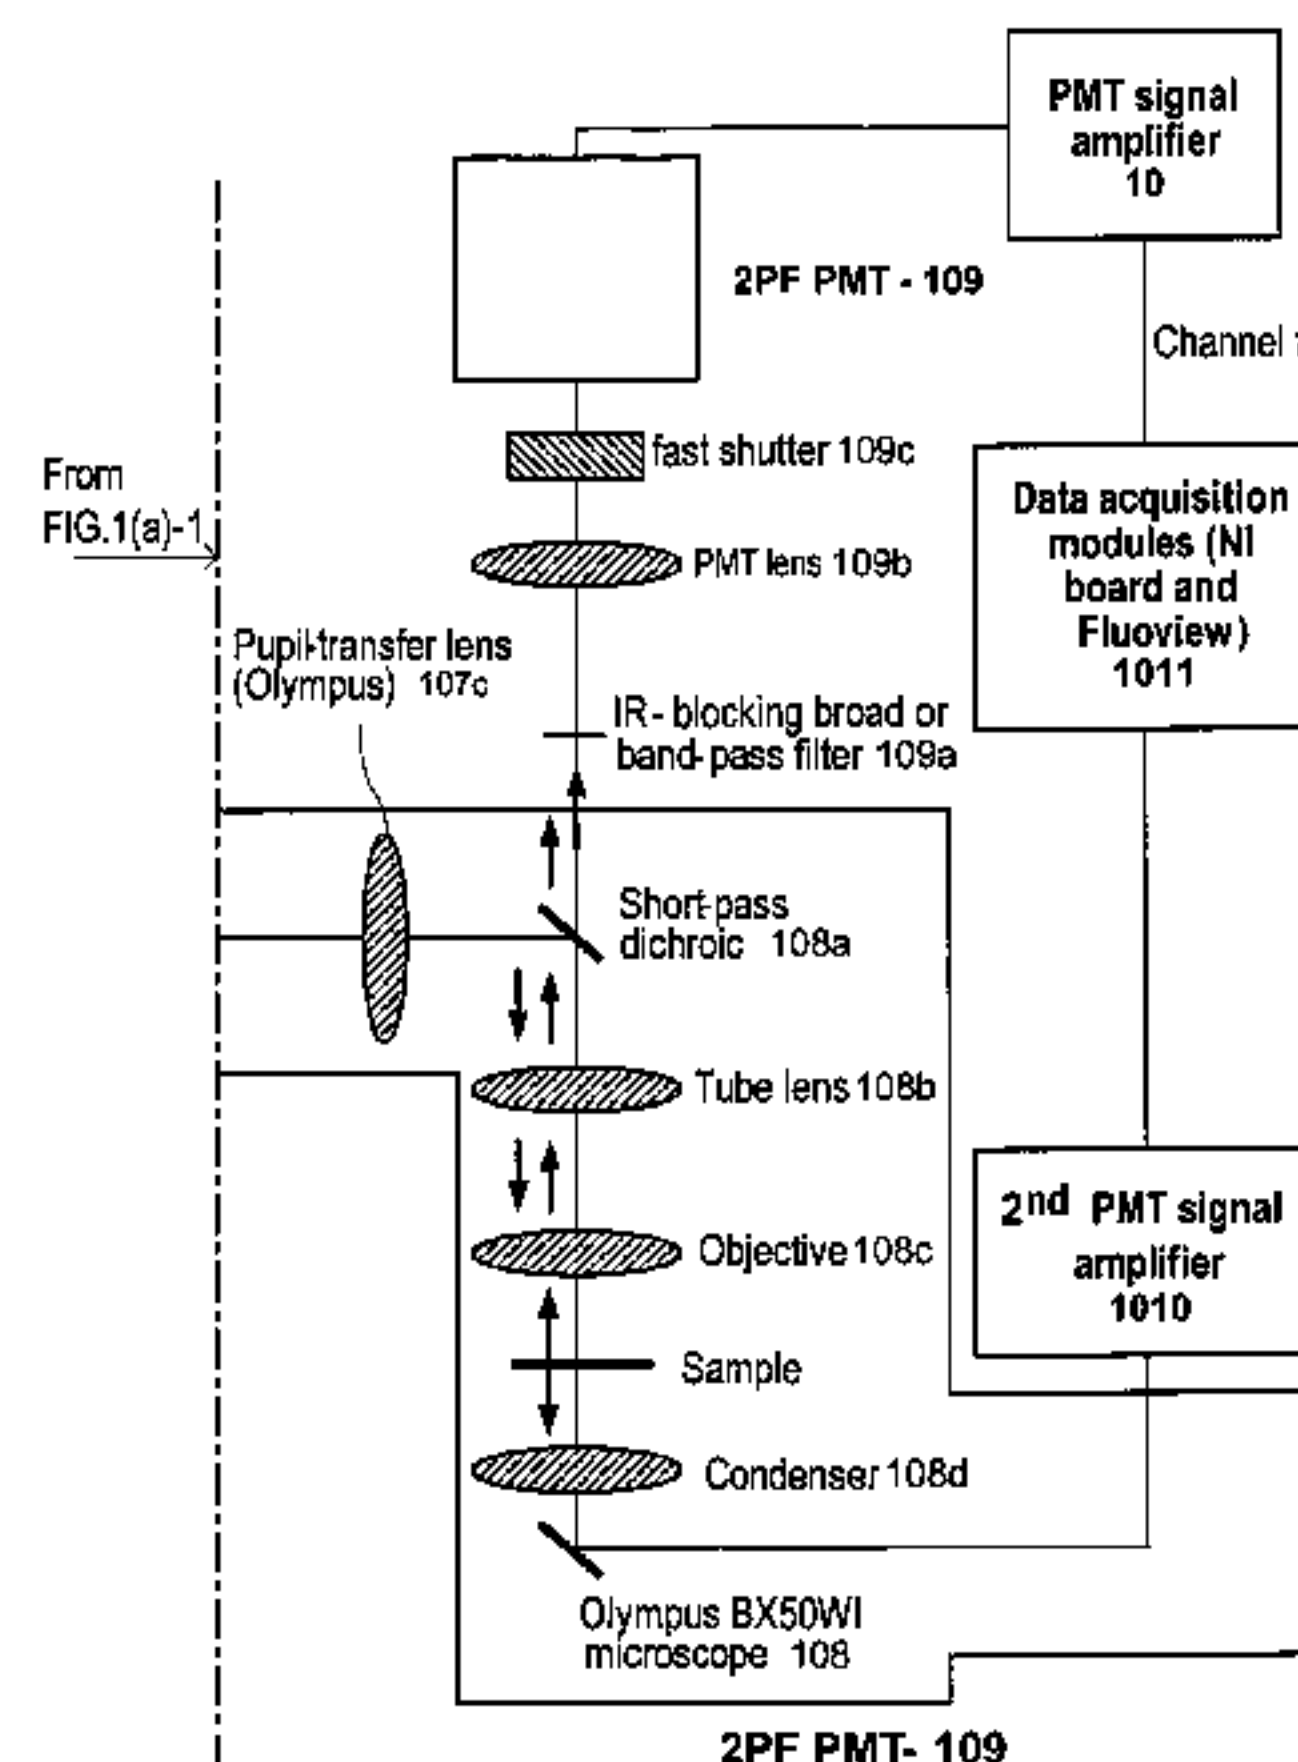 PMT signal
amplifier
10
2PF PMT - 109
Channel
fast shutter 109c
From
FIG.1(a)-1
Data acquisition
modules (NI
board and
Fluoview)
1011
PMT lens 109b
Pupil-transfer lens
(Olympus) 107c
IR- blocking broad or
band-pass filter 109a
Short-pass
dichroic 108a
Tube lens 108b
2nd PMT signal
amplifier
1010
Objective 108c
Sample
Condenser 108d
Olympus BX50WI
microscope 108
2PF PMT- 109